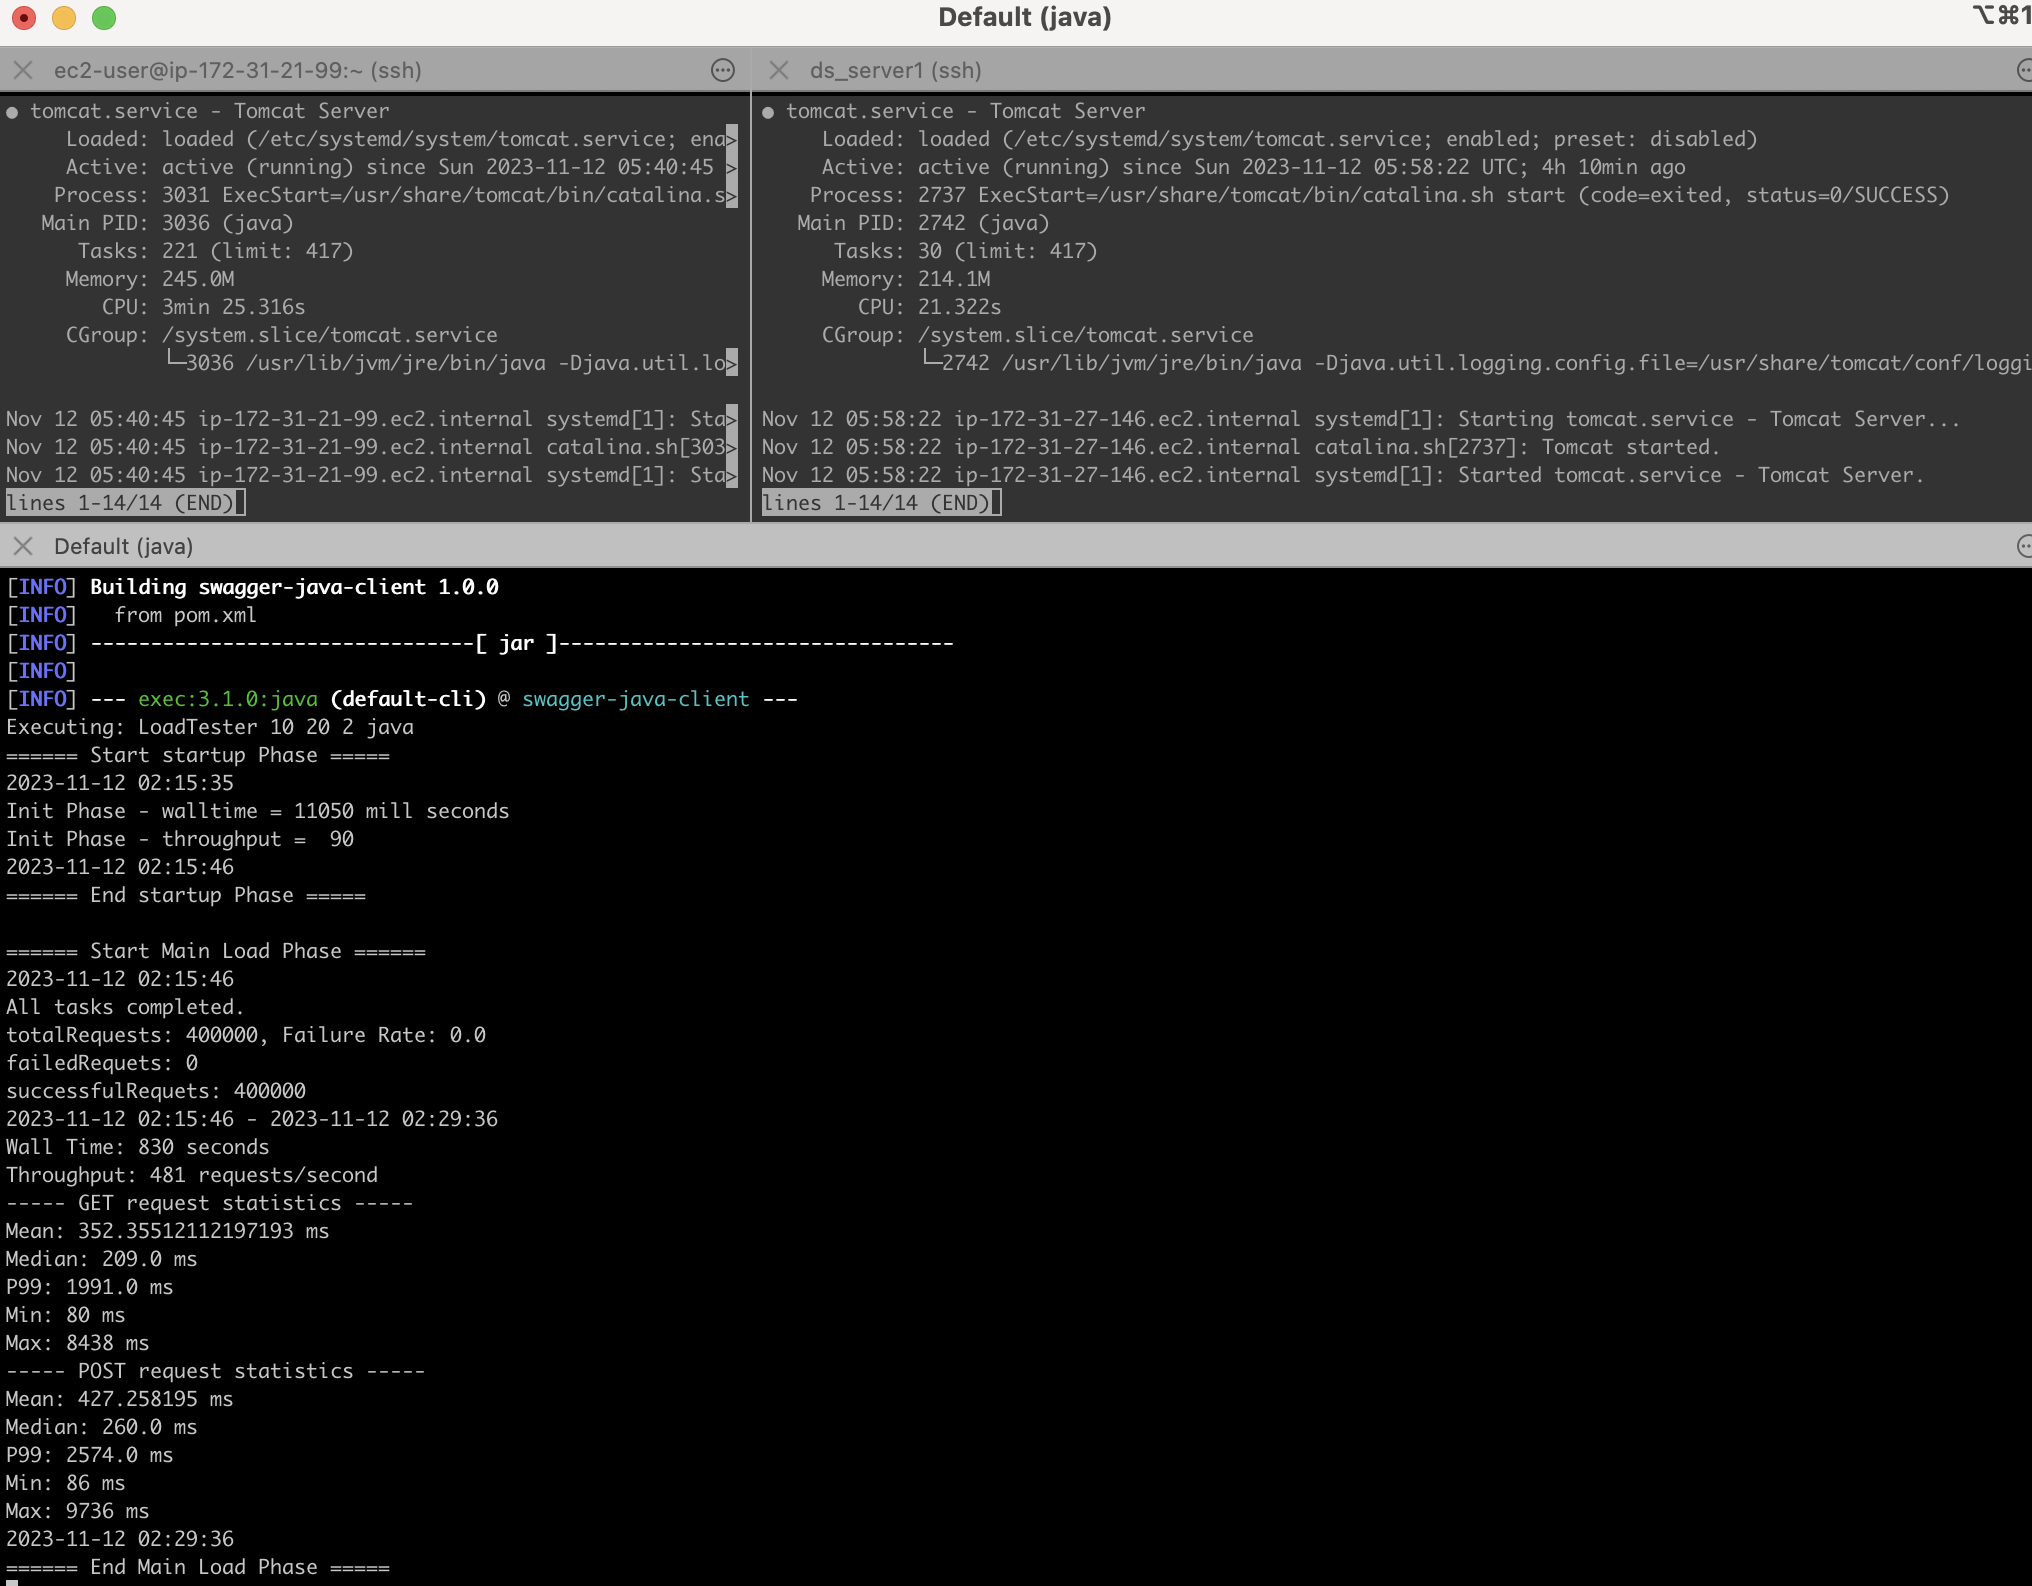 Default (java)
⌥⌘1
ec2-user@ip-172-31-21-99:~ (ssh)
● tomcat.service - Tomcat Server
Loaded: loaded (/etc/systemd/system/tomcat.service; ena>
Active: active (running) since Sun 2023-11-12 05:40:45 >
Process: 3031 ExecStart=/usr/share/tomcat/bin/catalina.s>
Main PID: 3036 (java)
Tasks: 221 (limit: 417)
Memory: 245.0M
CPU: 3min 25.316s
CGroup: /system.slice/tomcat.service
└─3036 /usr/lib/jvm/jre/bin/java -Djava.util.lo>
Nov 12 05:40:45 ip-172-31-21-99.ec2.internal systemd[1]: Sta>
Nov 12 05:40:45 ip-172-31-21-99.ec2.internal catalina.sh[303>
Nov 12 05:40:45 ip-172-31-21-99.ec2.internal systemd[1]: Sta>
lines 1-14/14 (END)
ds_server1 (ssh)
● tomcat.service - Tomcat Server
Loaded: loaded (/etc/systemd/system/tomcat.service; enabled; preset: disabled)
Active: active (running) since Sun 2023-11-12 05:58:22 UTC; 4h 10min ago
Process: 2737 ExecStart=/usr/share/tomcat/bin/catalina.sh start (code=exited, status=0/SUCCESS)
Main PID: 2742 (java)
Tasks: 30 (limit: 417)
Memory: 214.1M
CPU: 21.322s
CGroup: /system.slice/tomcat.service
└─2742 /usr/lib/jvm/jre/bin/java -Djava.util.logging.config.file=/usr/share/tomcat/conf/loggi
Nov 12 05:58:22 ip-172-31-27-146.ec2.internal systemd[1]: Starting tomcat.service - Tomcat Server...
Nov 12 05:58:22 ip-172-31-27-146.ec2.internal catalina.sh[2737]: Tomcat started.
Nov 12 05:58:22 ip-172-31-27-146.ec2.internal systemd[1]: Started tomcat.service - Tomcat Server.
lines 1-14/14 (END)
Default (java)
[INFO] Building swagger-java-client 1.0.0
[INFO]   from pom.xml
[INFO] --------------------------------[ jar ]---------------------------------
[INFO]
[INFO] --- exec:3.1.0:java (default-cli) @ swagger-java-client ---
Executing: LoadTester 10 20 2 java
====== Start startup Phase =====
2023-11-12 02:15:35
Init Phase - walltime = 11050 mill seconds
Init Phase - throughput =  90
2023-11-12 02:15:46
====== End startup Phase =====
====== Start Main Load Phase ======
2023-11-12 02:15:46
All tasks completed.
totalRequests: 400000, Failure Rate: 0.0
failedRequets: 0
successfulRequets: 400000
2023-11-12 02:15:46 - 2023-11-12 02:29:36
Wall Time: 830 seconds
Throughput: 481 requests/second
----- GET request statistics -----
Mean: 352.35512112197193 ms
Median: 209.0 ms
P99: 1991.0 ms
Min: 80 ms
Max: 8438 ms
----- POST request statistics -----
Mean: 427.258195 ms
Median: 260.0 ms
P99: 2574.0 ms
Min: 86 ms
Max: 9736 ms
2023-11-12 02:29:36
====== End Main Load Phase =====